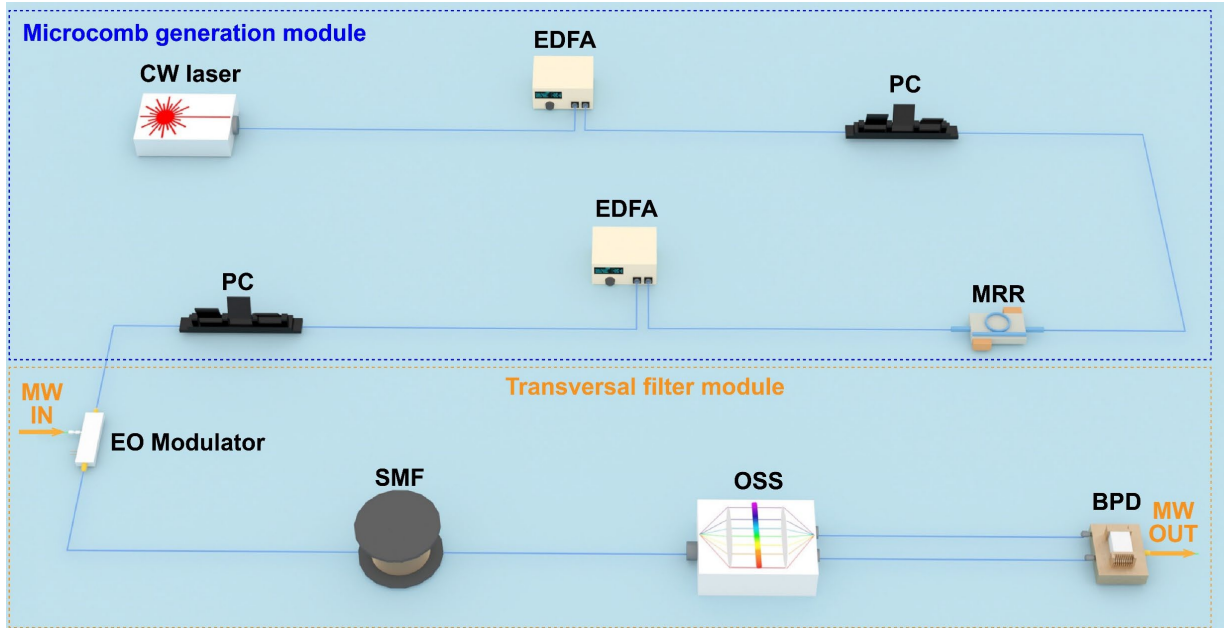 Microcomb generation module
EDFA
CW laser
PC
EDFA
PC
MRR
Transversal filter module
MW
IN
EO Modulator
SMF
OSS
BPD
MW
OUT